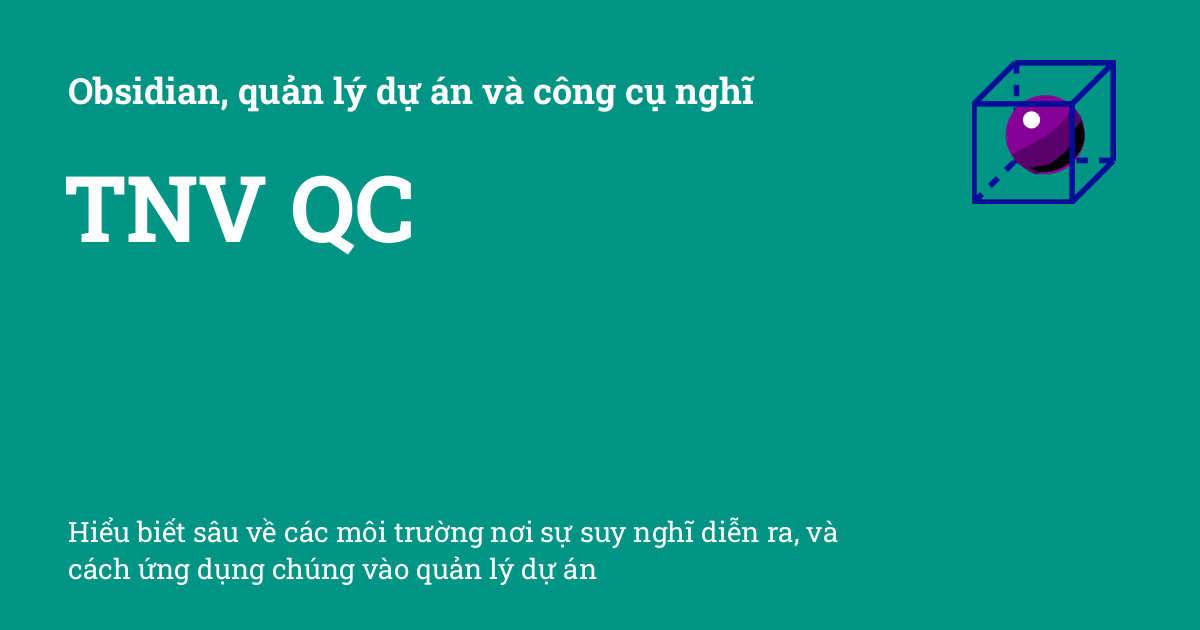 Obsidian, quản lý dự án và công cụ nghĩ
TNV QC
Hiểu biết sâu về các môi trường nơi sự suy nghĩ diễn ra, và
cách ứng dụng chúng vào quản lý dự án